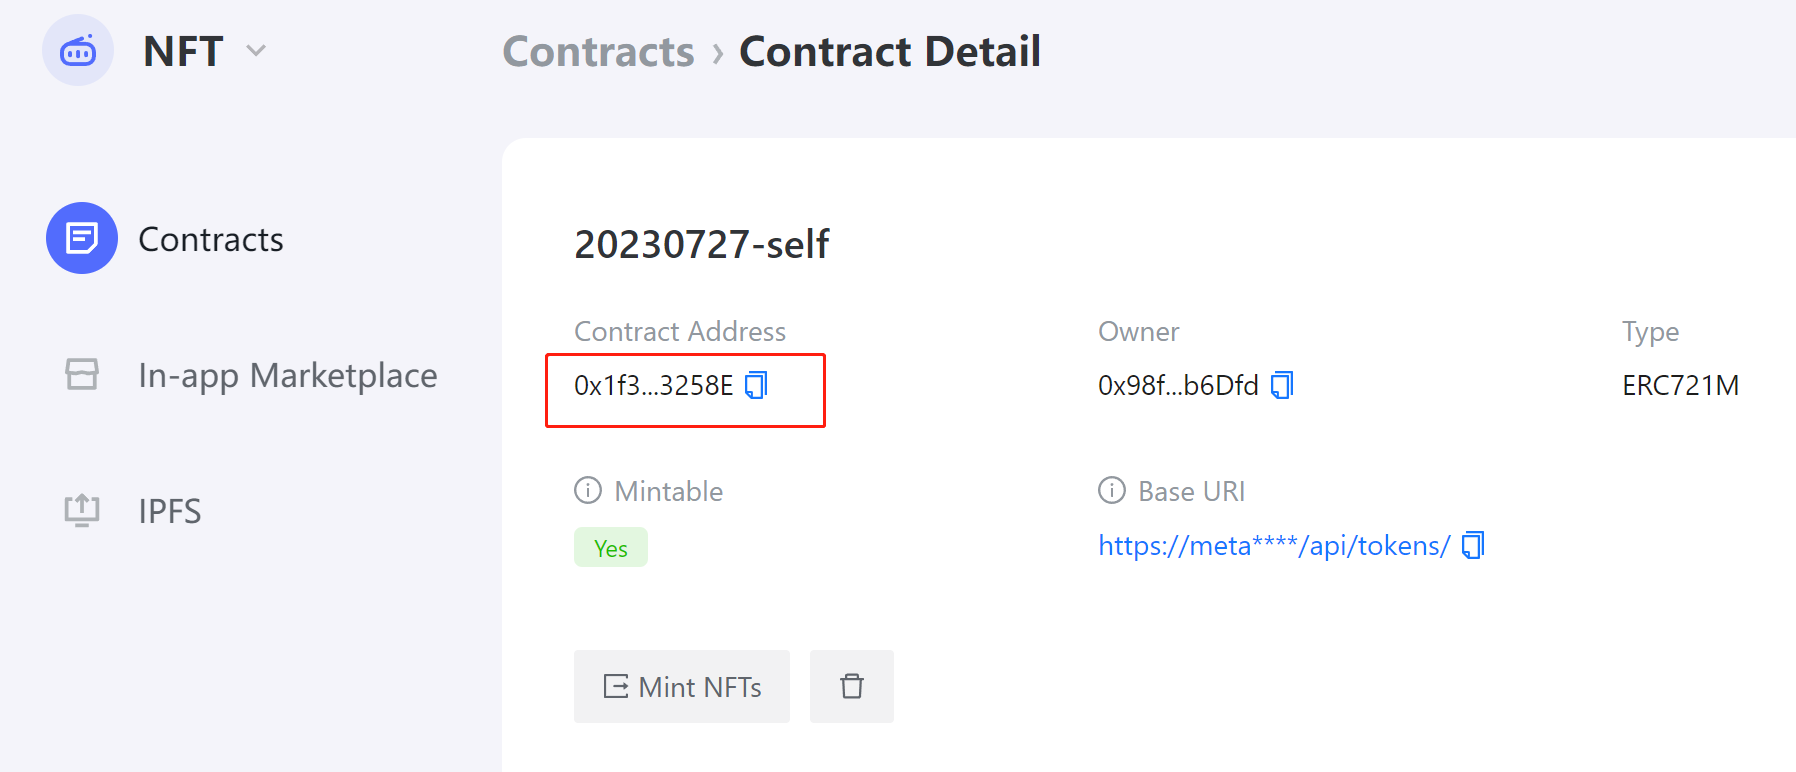 NFT
Contracts › Contract Detail
Contracts
In-app Marketplace
IPFS
20230727-self
Contract Address
Owner
Type
0x1f3...3258E
0x98f...b6Dfd
ERC721M
Mintable
Base URI
Yes
https://meta****/api/tokens/
Mint NFTs